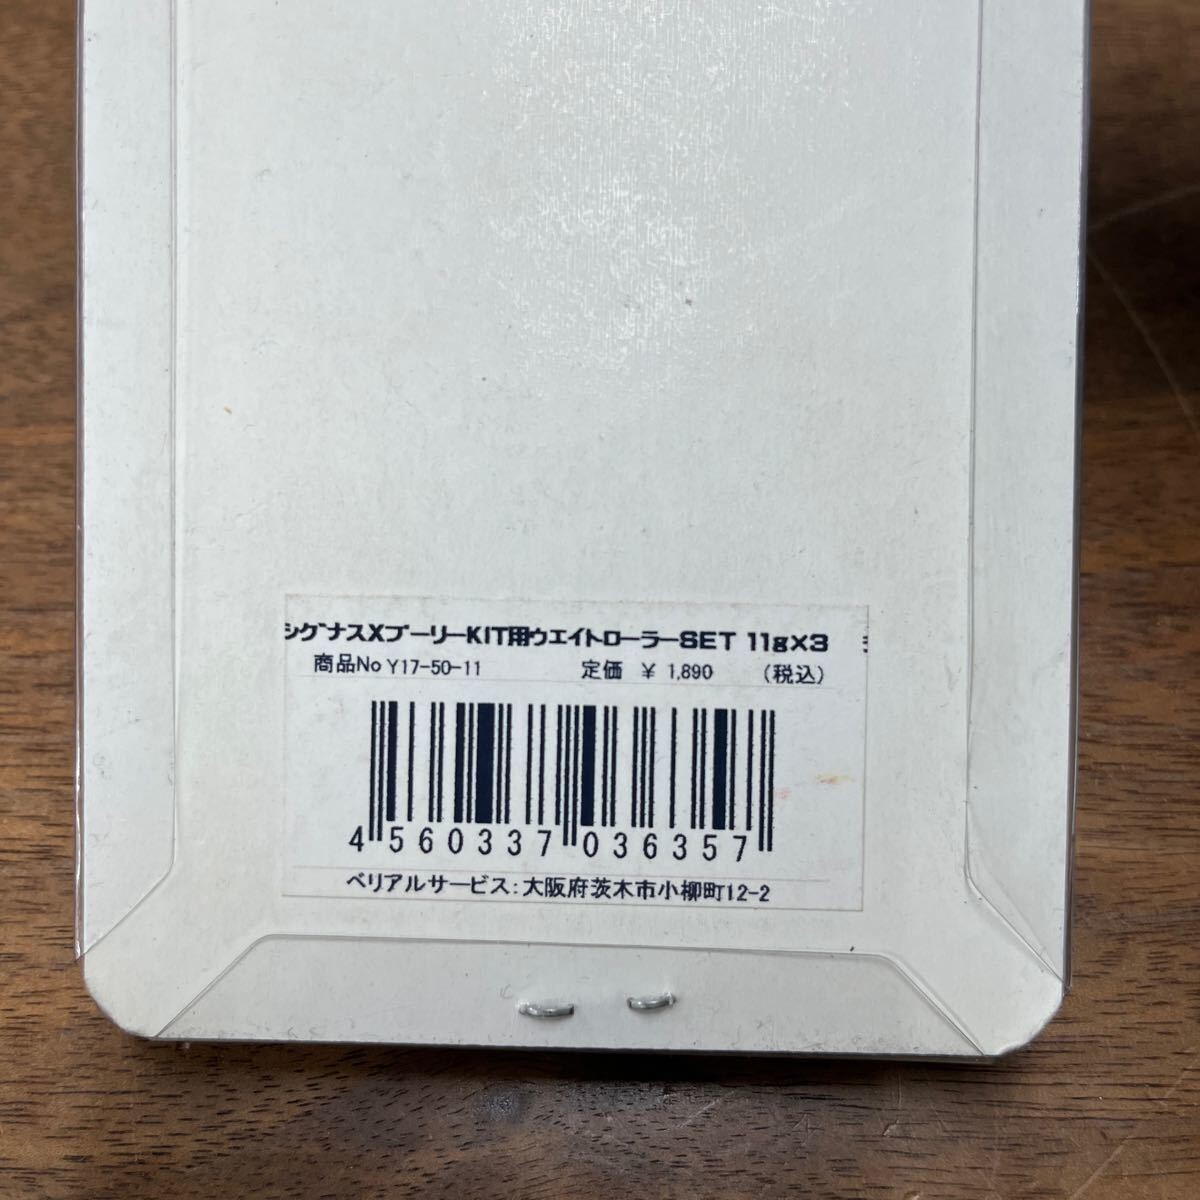 シグナスXプーリーKIT用ウエイトローラーSET 11g×3
商品No Y17-50-11 定価 ¥ 1,890 (税込)
4 560337 036357
ベリアルサービス:大阪府茨木市小柳町12-2